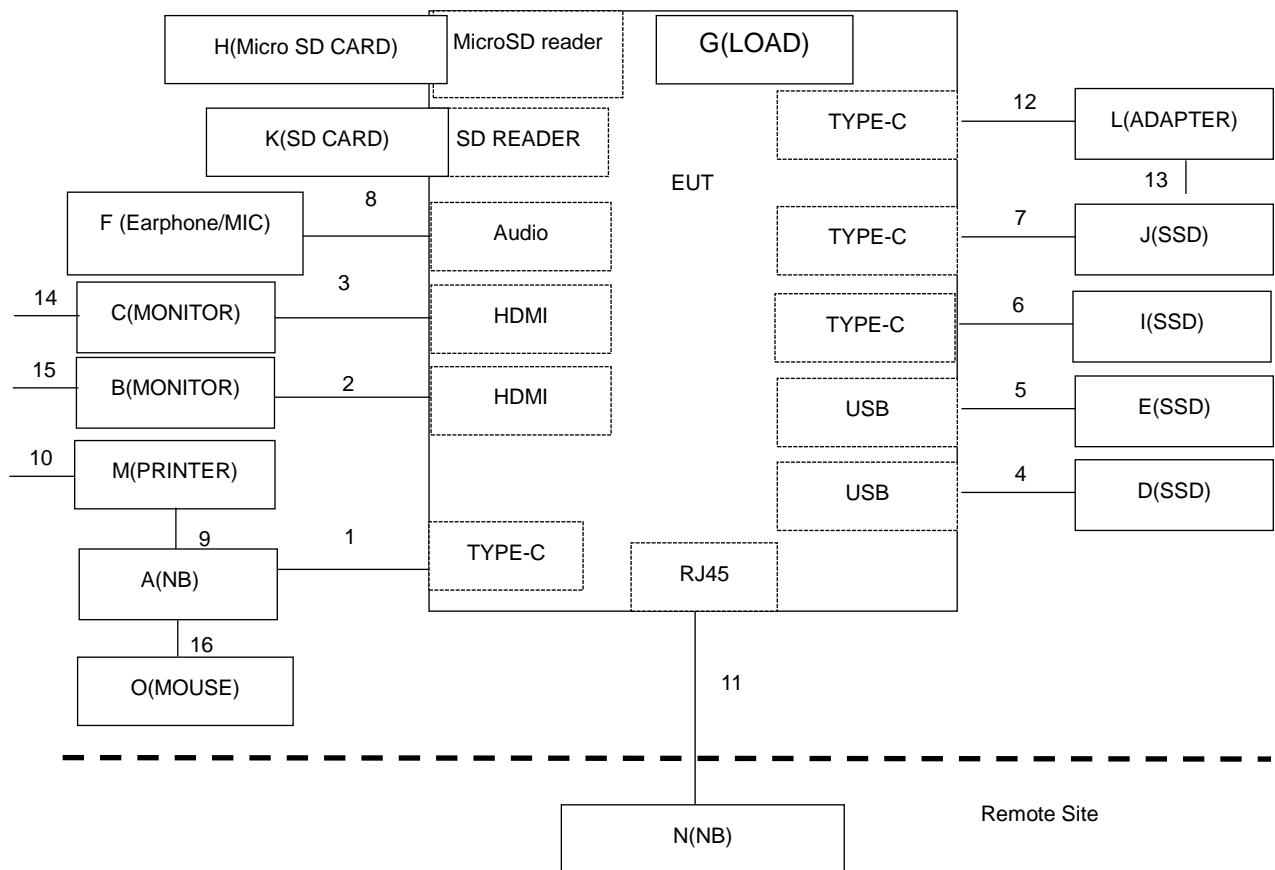 H(Micro SD CARD)
MicroSD reader
G(LOAD)
K(SD CARD)
SD READER
TYPE-C
12
L(ADAPTER)
13
EUT
F (Earphone/MIC)
8
Audio
TYPE-C
7
J(SSD)
14
C(MONITOR)
3
HDMI
TYPE-C
6
I(SSD)
15
B(MONITOR)
2
HDMI
USB
5
E(SSD)
10
M(PRINTER)
USB
4
D(SSD)
9
A(NB)
1
TYPE-C
RJ45
16
O(MOUSE)
11
Remote Site
N(NB)